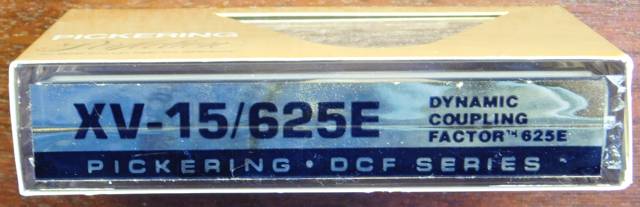 PICKERING
XV-15/625E
DYNAMIC
COUPLING
FACTOR™ 625E
PICKERING • DCF SERIES